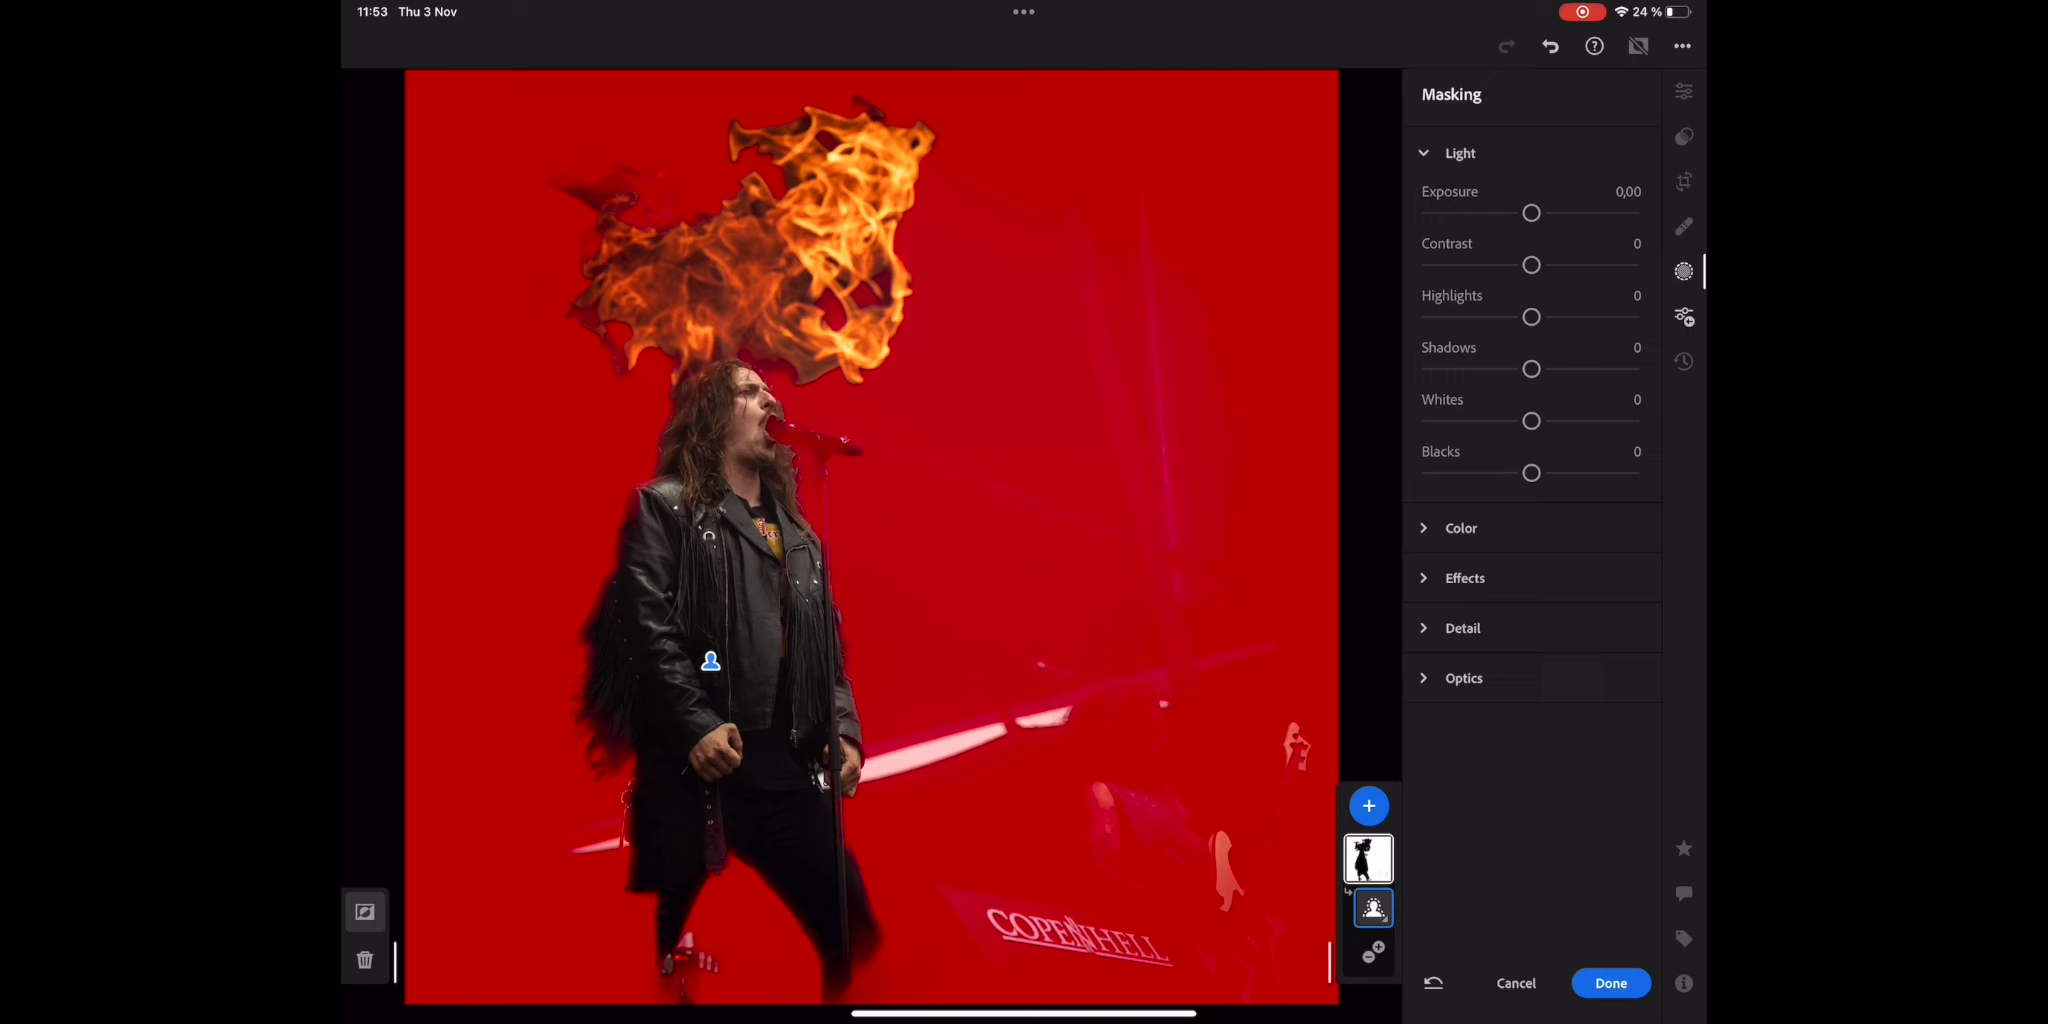 11:53 Thu 3 Nov
24 %
Masking
Light
Exposure 0,00
Contrast 0
Highlights 0
Shadows 0
Whites 0
Blacks 0
Color
Effects
Detail
Optics
COPENHELL
Cancel Done